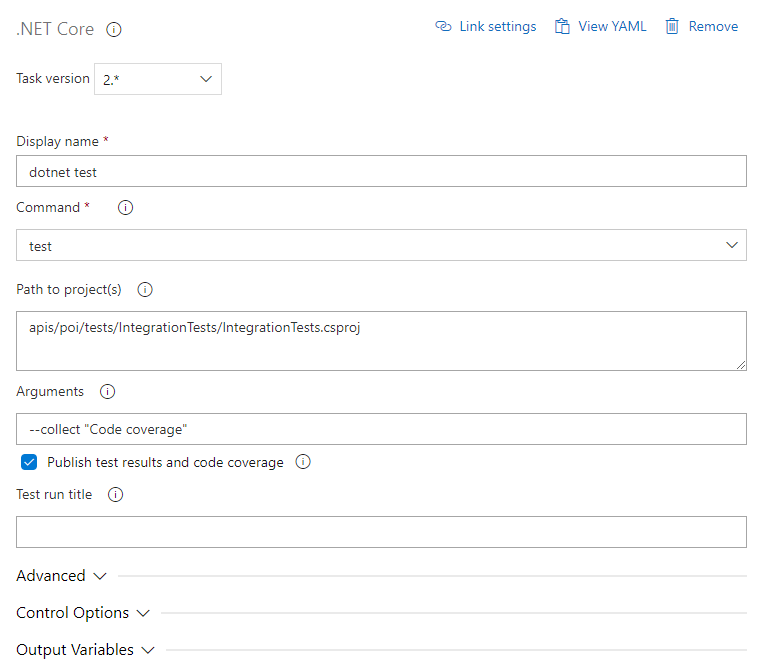 .NET Core
Link settings
View YAML
Remove
Task version
2.*
Display name *
dotnet test
Command *
test
Path to project(s)
apis/poi/tests/IntegrationTests/IntegrationTests.csproj
Arguments
--collect "Code coverage"
Publish test results and code coverage
Test run title
Advanced
Control Options
Output Variables